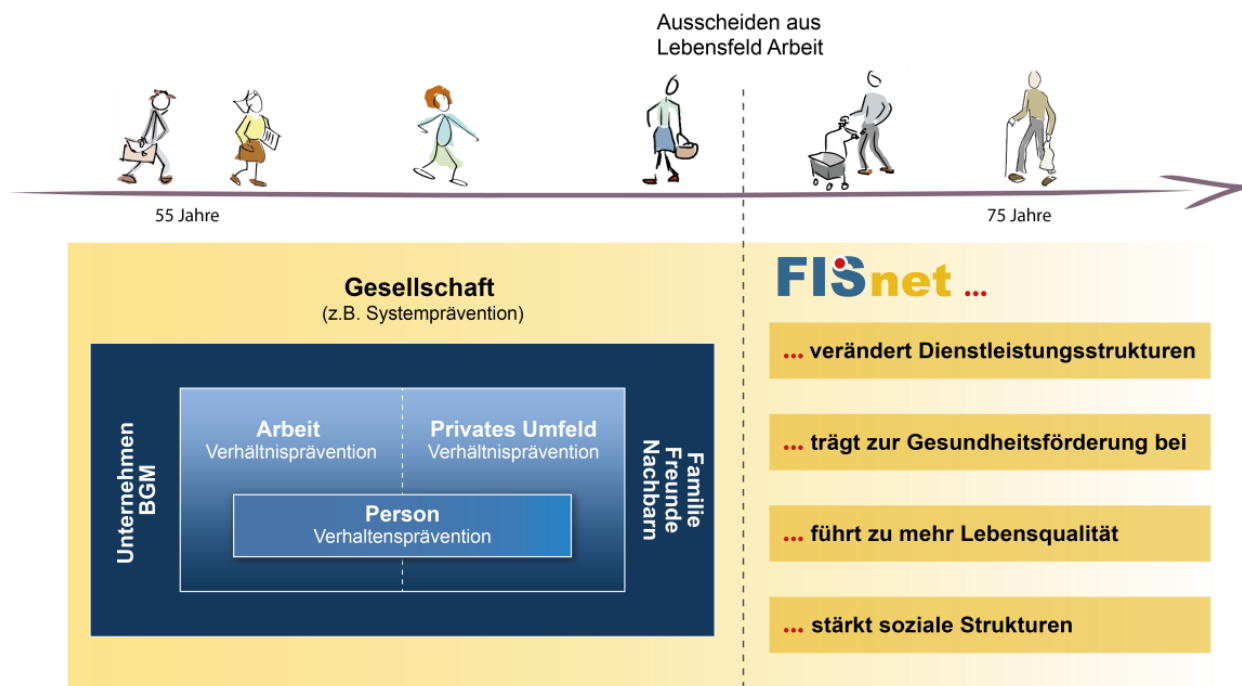 Ausscheiden aus
Lebensfeld Arbeit
55 Jahre
75 Jahre
Gesellschaft
(z.B. Systemprävention)
Unternehmen
BGM
Arbeit
Verhältnisprävention
Privates Umfeld
Verhältnisprävention
Person
Verhaltensprävention
Familie
Freunde
Nachbarn
FISnet ...
... verändert Dienstleistungsstrukturen
... trägt zur Gesundheitsförderung bei
... führt zu mehr Lebensqualität
... stärkt soziale Strukturen